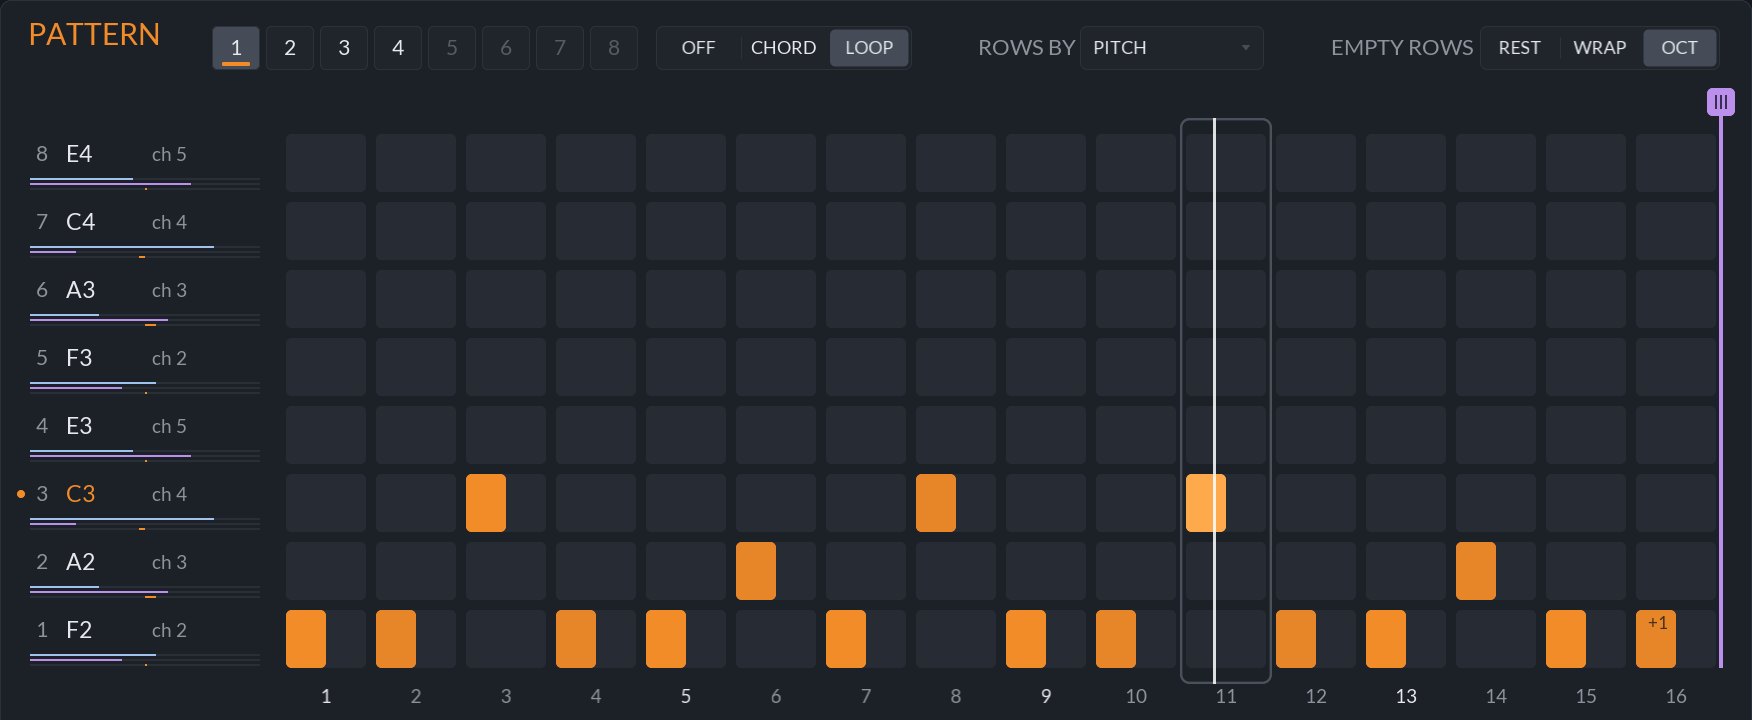 PATTERN 1 2 3 4 5 6 7 8 OFF CHORD LOOP ROWS BY PITCH EMPTY ROWS REST WRAP OCT
8 E4 ch 5
7 C4 ch 4
6 A3 ch 3
5 F3 ch 2
4 E3 ch 5
3 C3 ch 4
2 A2 ch 3
1 F2 ch 2 +1
1 2 3 4 5 6 7 8 9 10 11 12 13 14 15 16